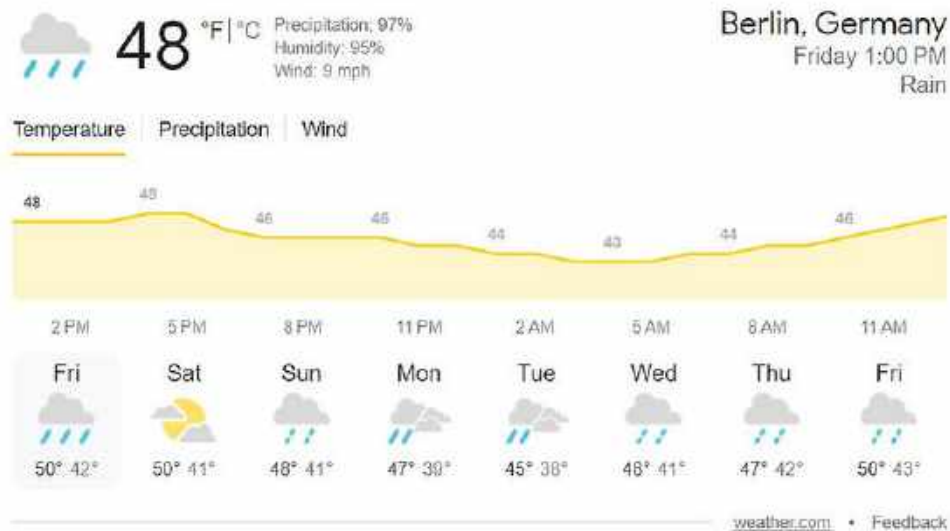 48 °F|°C
Precipitation: 97%
Humidity: 95%
Wind: 9 mph
Berlin, Germany
Friday 1:00 PM
Rain
Temperature Precipitation Wind
48 46 44 43 44 46
2 PM 5 PM 8 PM 11 PM 2 AM 5 AM 8 AM 11 AM
Fri Sat Sun Mon Tue Wed Thu Fri
50° 42° 50° 41° 48° 41° 47° 39° 45° 38° 41° 47° 42° 50° 43°
weather.com • Feedback